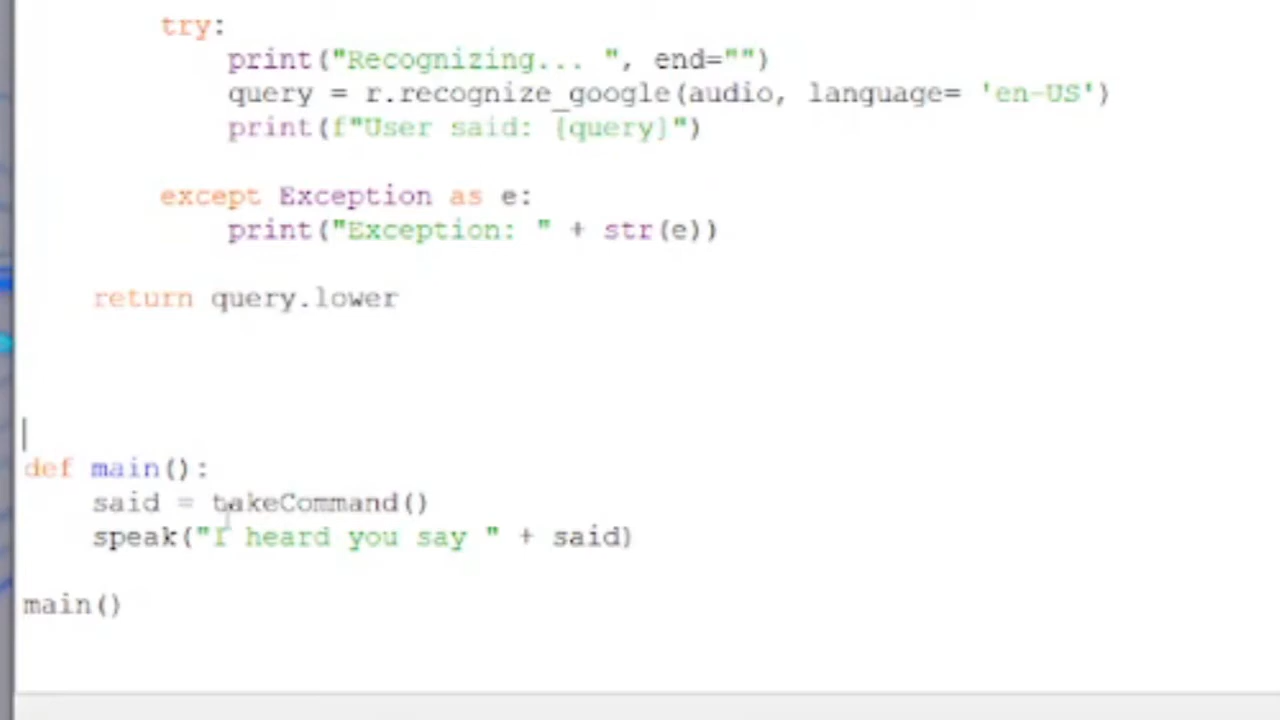 try:
print("Recognizing... ", end="")
query = r.recognize_google(audio, language= 'en-US')
print(f"User said: {query}")
except Exception as e:
print("Exception: " + str(e))
return query.lower
def main():
said = takeCommand()
speak("I heard you say " + said)
main()